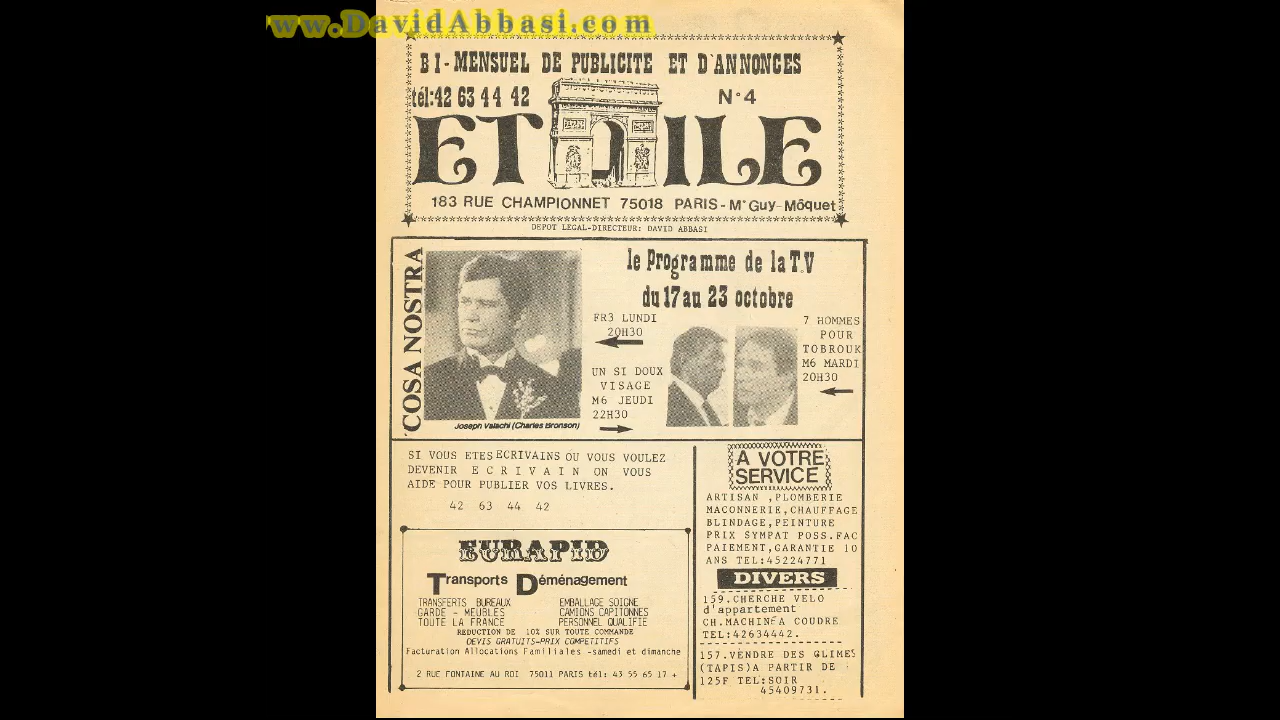 ww.DavidAbbasi.com
BI-MENSUEL DE PUBLICITE ET D'ANNONCES
tél:42 63 44 42
N°4
ETOILE
183 RUE CHAMPIONNET 75018 PARIS - M° Guy-Môquet
DEPOT LEGAL-DIRECTEUR: DAVID ABBASI
COSA NOSTRA
Joseph Valachi (Charles Bronson)
le Programme de la T.V
du 17 au 23 octobre
FR3 LUNDI
20H30
UN SI DOUX
VISAGE
M6 JEUDI
22H30
7 HOMMES
POUR
TOBROUK
M6 MARDI
20H30
SI VOUS ETES ECRIVAINS OU VOUS VOULEZ
DEVENIR E C R I V A I N ON VOUS
AIDE POUR PUBLIER VOS LIVRES.
42 63 44 42
EURAPID
Transports Déménagement
TRANSFERTS BUREAUX
GARDE - MEUBLES
TOUTE LA FRANCE
EMBALLAGE SOIGNE
CAMIONS CAPITONNES
PERSONNEL QUALIFIE
REDUCTION DE 10% SUR TOUTE COMMANDE
DEVIS GRATUITS-PRIX COMPETITIFS
Facturation Allocations Familiales -samedi et dimanche
2 RUE FONTAINE AU ROI 75011 PARIS tél: 43 55 65 17 +
A VOTRE
SERVICE
ARTISAN ,PLOMBERIE
MACONNERIE,CHAUFFAGE
BLINDAGE,PEINTURE
PRIX SYMPAT POSS.FAC
PAIEMENT,GARANTIE 10
ANS TEL:45224771
DIVERS
159.CHERCHE VELO
d'appartement
CH.MACHINE A COUDRE
TEL:42634442.
157.VENDRE DES GLIMES
(TAPIS)A PARTIR DE
125F TEL:SOIR
45409731.